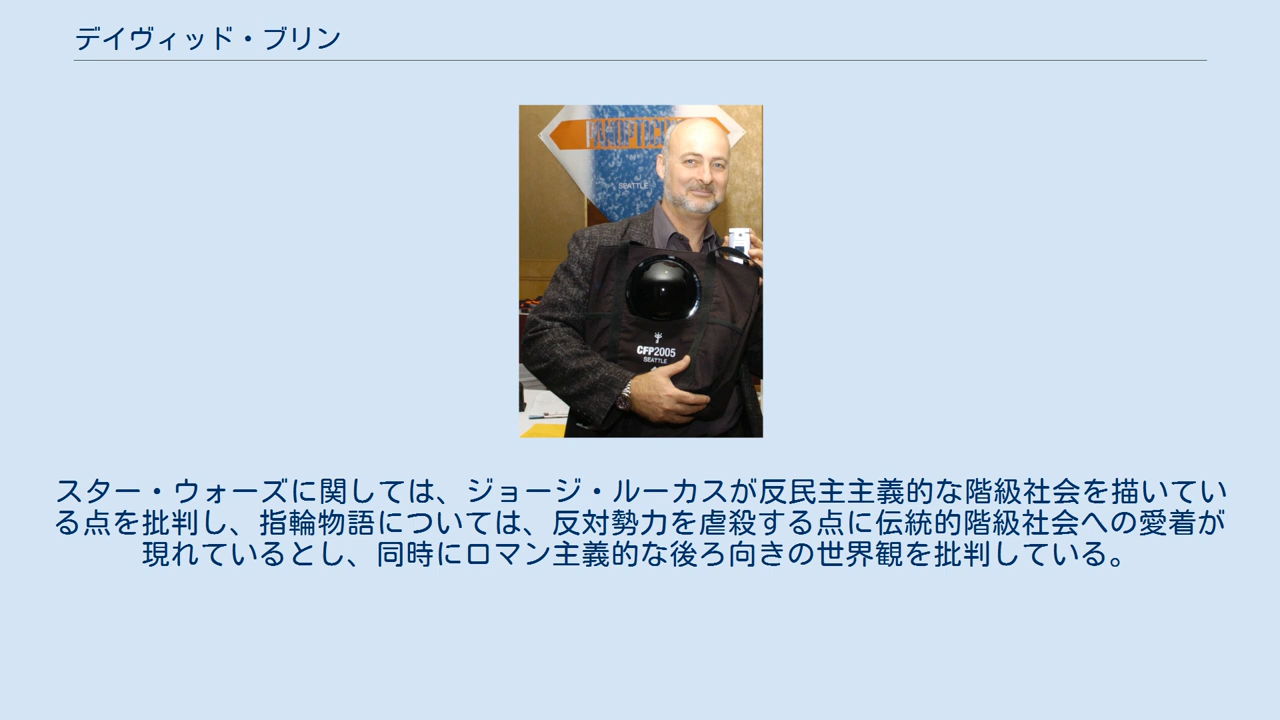 デイヴィッド・ブリン
SEATTLE
CFP2005
SEATTLE
スター・ウォーズに関しては、ジョージ・ルーカスが反民主主義的な階級社会を描いてい
る点を批判し、指輪物語については、反対勢力を虐殺する点に伝統的階級社会への愛着が
現れているとし、同時にロマン主義的な後ろ向きの世界観を批判している。